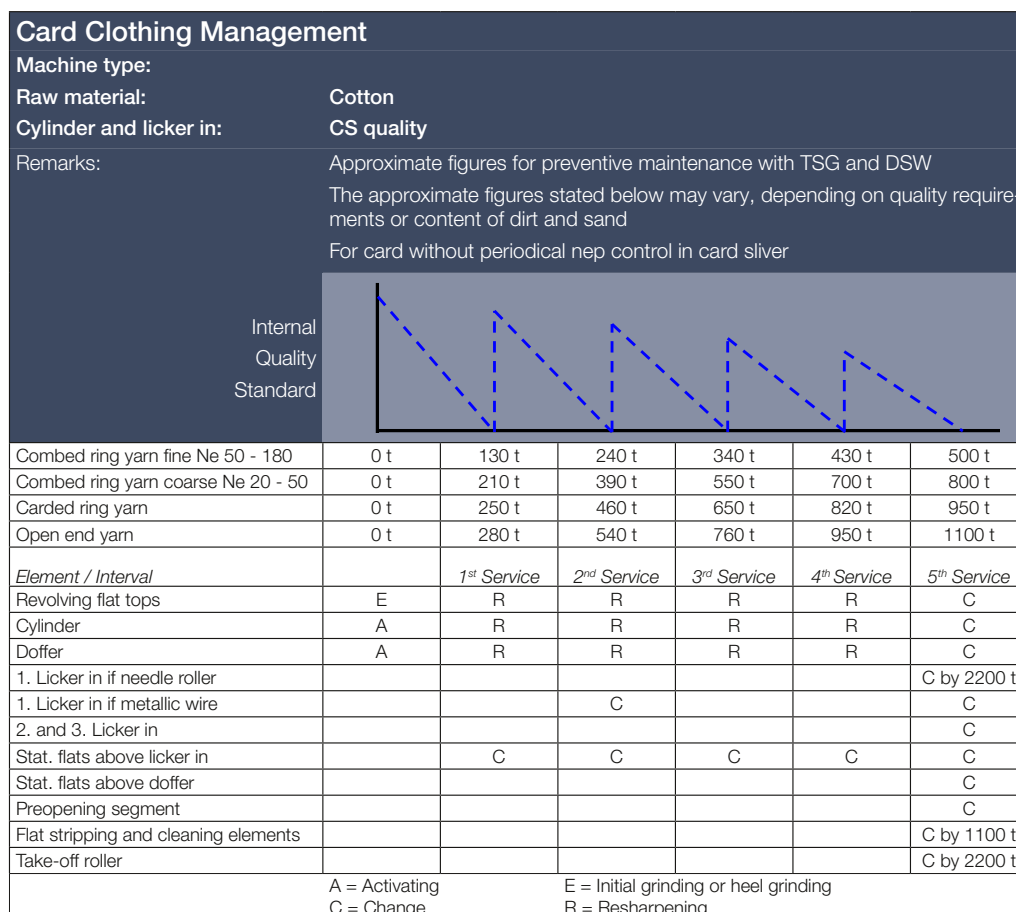 Card Clothing Management
Machine type:
Raw material: Cotton
Cylinder and licker in: CS quality
Remarks: Approximate figures for preventive maintenance with TSG and DSW
The approximate figures stated below may vary, depending on quality require-
ments or content of dirt and sand
For card without periodical nep control in card sliver
Internal
Quality
Standard
Combed ring yarn fine Ne 50 - 180 0 t 130 t 240 t 340 t 430 t 500 t
Combed ring yarn coarse Ne 20 - 50 0 t 210 t 390 t 550 t 700 t 800 t
Carded ring yarn 0 t 250 t 460 t 650 t 820 t 950 t
Open end yarn 0 t 280 t 540 t 760 t 950 t 1100 t
Element / Interval 1st Service 2nd Service 3rd Service 4th Service 5th Service
Revolving flat tops E R R R R C
Cylinder A R R R R C
Doffer A R R R R C
1. Licker in if needle roller C by 2200 t
1. Licker in if metallic wire C C
2. and 3. Licker in C
Stat. flats above licker in C C C C C
Stat. flats above doffer C
Preopening segment C
Flat stripping and cleaning elements C by 1100 t
Take-off roller C by 2200 t
A = Activating E = Initial grinding or heel grinding
C = Change R = Resharpening